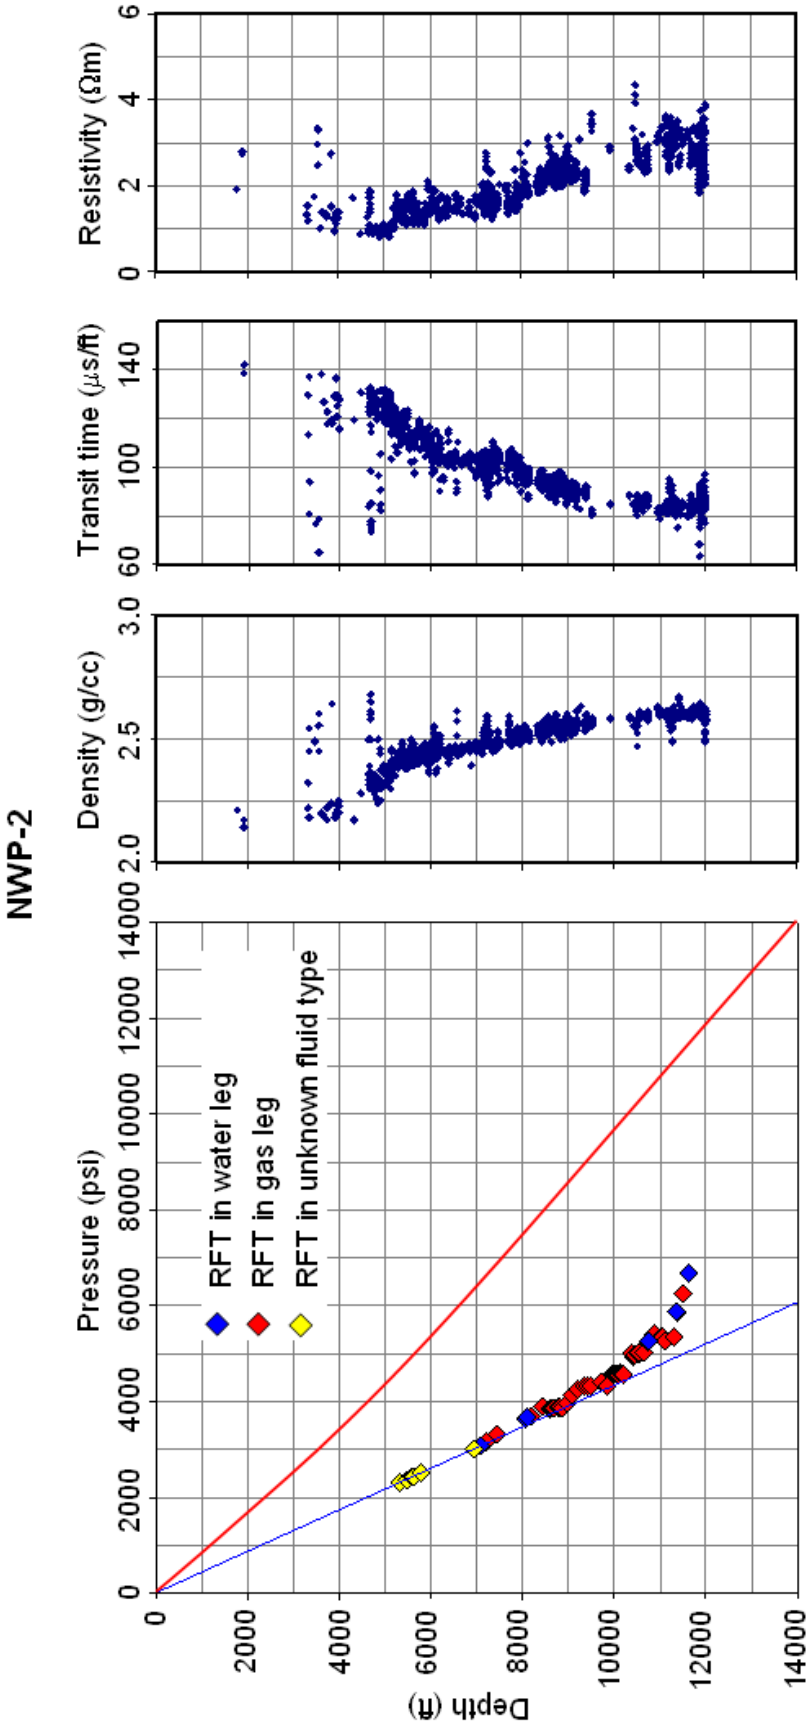 NWP-2
Pressure (psi)
0
2000
4000
6000
8000
10000
12000
14000
Depth (ft)
0
2000
4000
6000
8000
10000
12000
14000
RFT in water leg
RFT in gas leg
RFT in unknown fluid type
Density (g/cc)
2.0
2.5
3.0
Transit time (μs/ft)
60
100
140
Resistivity (Ωm)
0
2
4
6